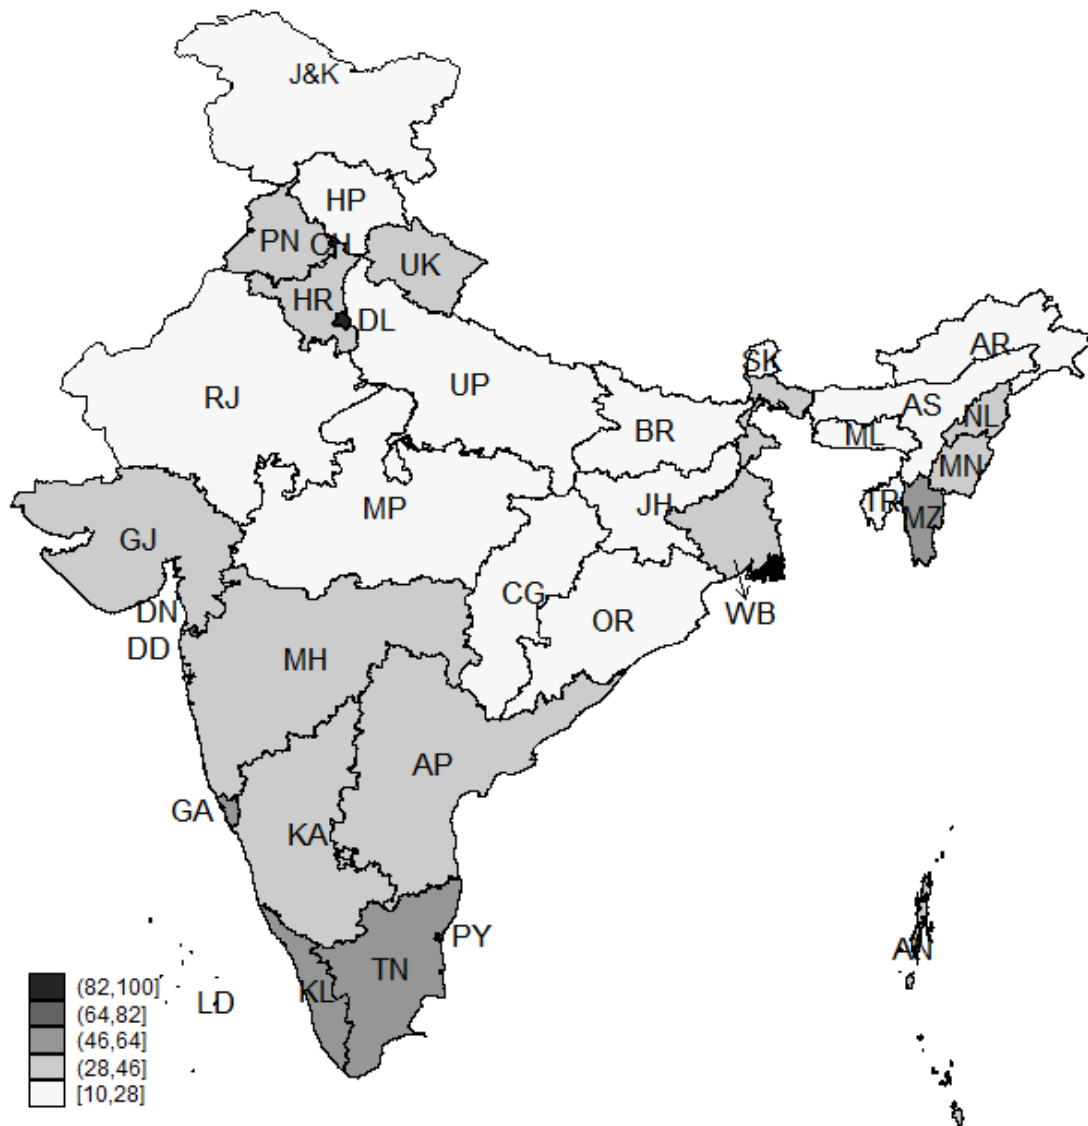 J&K
HP
PN
CH
UK
HR
DL
RJ
UP
SK
AR
AS
BR
ML
NL
MN
MP
JH
TR
MZ
GJ
CG
DN
OR
WB
DD
MH
AP
GA
KA
PY
AN
TN
KL
LD
(82,100]
(64,82]
(46,64]
(28,46]
[10,28]